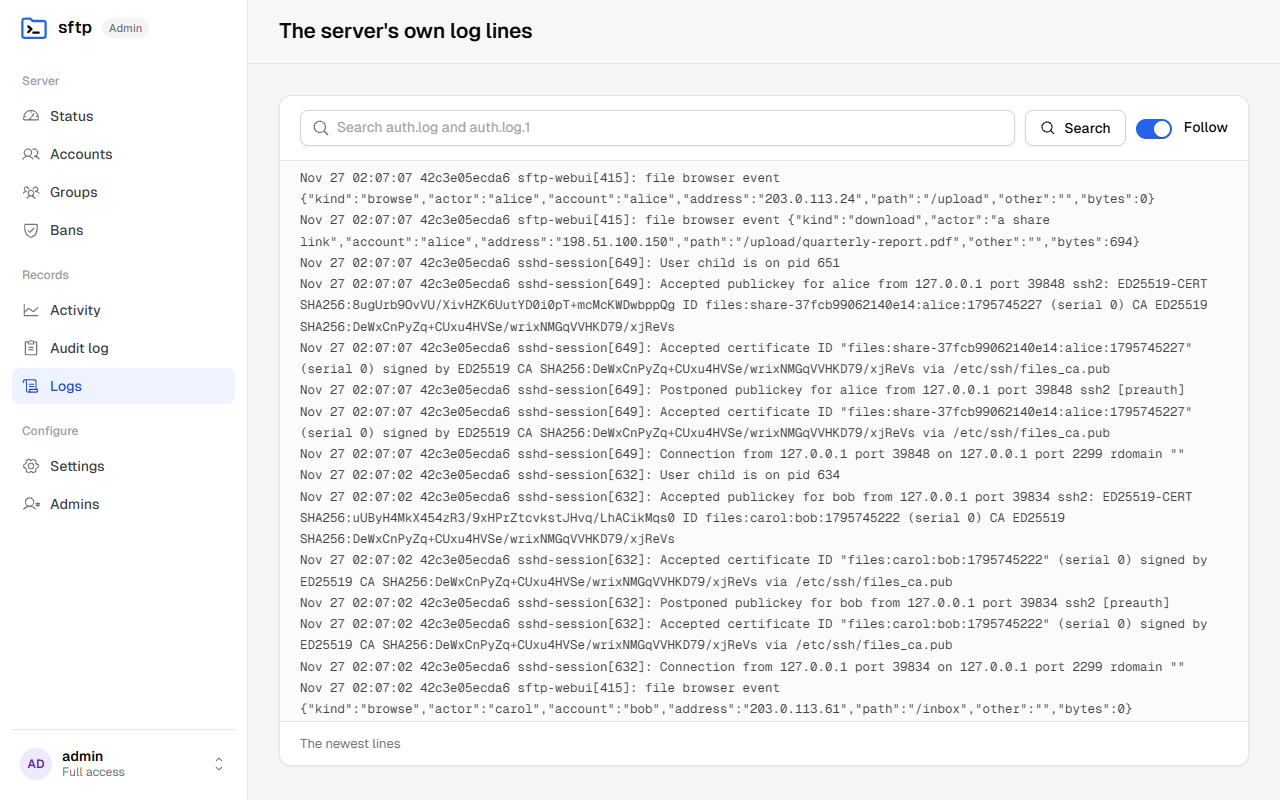 sftp Admin
Server
Status
Accounts
Groups
Bans
Records
Activity
Audit log
Logs
Configure
Settings
Admins
AD
admin
Full access
The server's own log lines
Search auth.log and auth.log.1
Search
Follow
Nov 27 02:07:07 42c3e05ecda6 sftp-webui[415]: file browser event
{"kind":"browse","actor":"alice","account":"alice","address":"203.0.113.24","path":"/upload","other":"","bytes":0}
Nov 27 02:07:07 42c3e05ecda6 sftp-webui[415]: file browser event {"kind":"download","actor":"a share
link","account":"alice","address":"198.51.100.150","path":"/upload/quarterly-report.pdf","other":"","bytes":694}
Nov 27 02:07:07 42c3e05ecda6 sshd-session[649]: User child is on pid 651
Nov 27 02:07:07 42c3e05ecda6 sshd-session[649]: Accepted publickey for alice from 127.0.0.1 port 39848 ssh2: ED25519-CERT
SHA256:8ugUrb9OvVU/XivHZK6UutYD0i0pT+mcMcKWDwbppQg ID files:share-37fcb99062140e14:alice:1795745227 (serial 0) CA ED25519
SHA256:DeWxCnPyZq+CUxu4HVSe/wrixNMGqVVHKD79/xjReVs
Nov 27 02:07:07 42c3e05ecda6 sshd-session[649]: Accepted certificate ID "files:share-37fcb99062140e14:alice:1795745227"
(serial 0) signed by ED25519 CA SHA256:DeWxCnPyZq+CUxu4HVSe/wrixNMGqVVHKD79/xjReVs via /etc/ssh/files_ca.pub
Nov 27 02:07:07 42c3e05ecda6 sshd-session[649]: Postponed publickey for alice from 127.0.0.1 port 39848 ssh2 [preauth]
Nov 27 02:07:07 42c3e05ecda6 sshd-session[649]: Accepted certificate ID "files:share-37fcb99062140e14:alice:1795745227"
(serial 0) signed by ED25519 CA SHA256:DeWxCnPyZq+CUxu4HVSe/wrixNMGqVVHKD79/xjReVs via /etc/ssh/files_ca.pub
Nov 27 02:07:07 42c3e05ecda6 sshd-session[649]: Connection from 127.0.0.1 port 39848 on 127.0.0.1 port 2299 rdomain ""
Nov 27 02:07:02 42c3e05ecda6 sshd-session[632]: User child is on pid 634
Nov 27 02:07:02 42c3e05ecda6 sshd-session[632]: Accepted publickey for bob from 127.0.0.1 port 39834 ssh2: ED25519-CERT
SHA256:uUByH4MkX454zR3/9xHPrZtcvkstJHvq/LhACikMqs0 ID files:carol:bob:1795745222 (serial 0) CA ED25519
SHA256:DeWxCnPyZq+CUxu4HVSe/wrixNMGqVVHKD79/xjReVs
Nov 27 02:07:02 42c3e05ecda6 sshd-session[632]: Accepted certificate ID "files:carol:bob:1795745222" (serial 0) signed by
ED25519 CA SHA256:DeWxCnPyZq+CUxu4HVSe/wrixNMGqVVHKD79/xjReVs via /etc/ssh/files_ca.pub
Nov 27 02:07:02 42c3e05ecda6 sshd-session[632]: Postponed publickey for bob from 127.0.0.1 port 39834 ssh2 [preauth]
Nov 27 02:07:02 42c3e05ecda6 sshd-session[632]: Accepted certificate ID "files:carol:bob:1795745222" (serial 0) signed by
ED25519 CA SHA256:DeWxCnPyZq+CUxu4HVSe/wrixNMGqVVHKD79/xjReVs via /etc/ssh/files_ca.pub
Nov 27 02:07:02 42c3e05ecda6 sshd-session[632]: Connection from 127.0.0.1 port 39834 on 127.0.0.1 port 2299 rdomain ""
Nov 27 02:07:02 42c3e05ecda6 sftp-webui[415]: file browser event
{"kind":"browse","actor":"carol","account":"bob","address":"203.0.113.61","path":"/inbox","other":"","bytes":0}
The newest lines